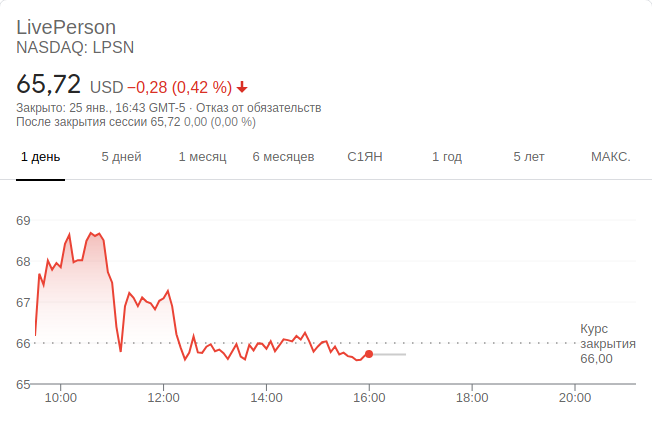 LivePerson
NASDAQ: LPSN
65,72 USD −0,28 (0,42 %)
Закрыто: 25 янв., 16:43 GMT-5 · Отказ от обязательств
После закрытия сессии 65,72 0,00 (0,00 %)
1 день 5 дней 1 месяц 6 месяцев С1ЯН 1 год 5 лет МАКС.
69
68
67
66
65
Курс
закрытия
66,00
10:00 12:00 14:00 16:00 18:00 20:00